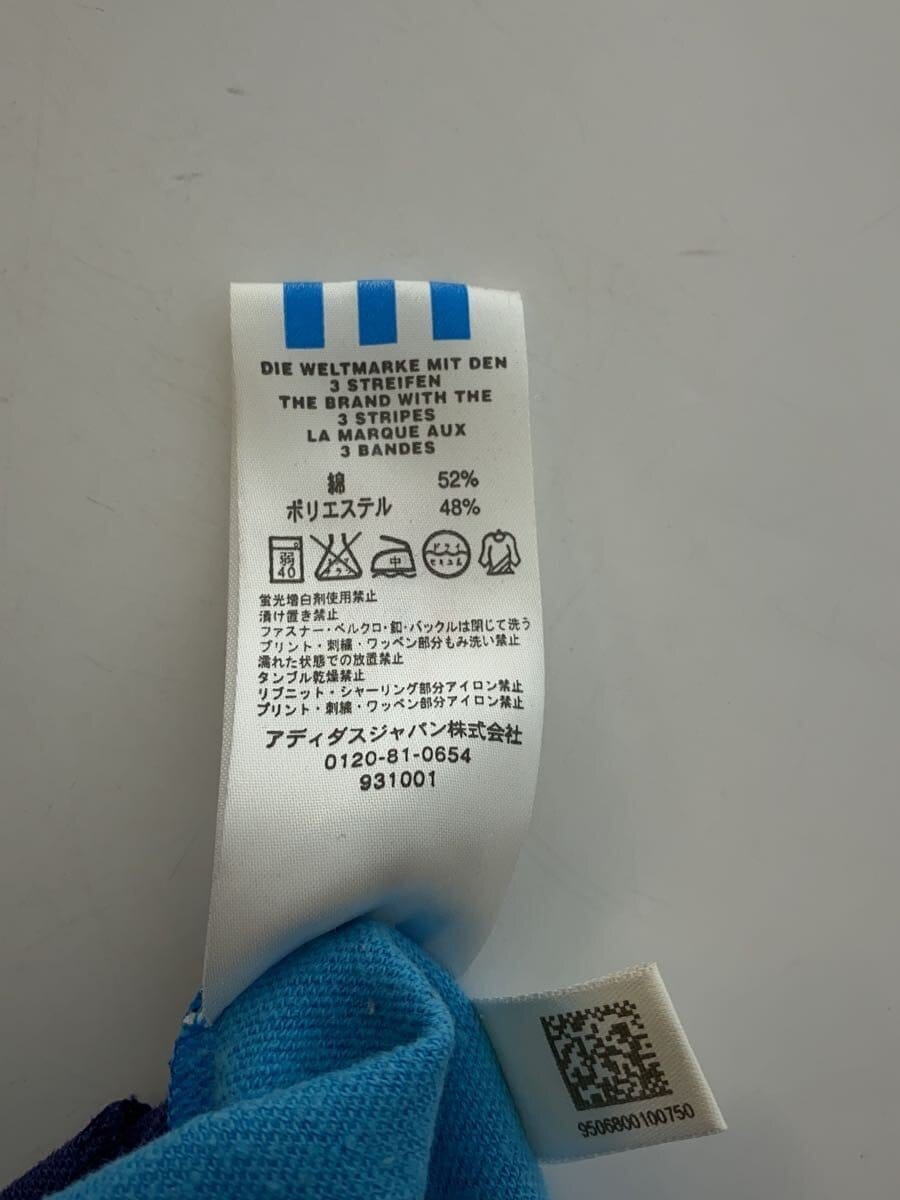 DIE WELTMARKE MIT DEN
3 STREIFEN
THE BRAND WITH THE
3 STRIPES
LA MARQUE AUX
3 BANDES
綿 52%
ポリエステル 48%
弱
40
中
ドライ
蛍光増白剤使用禁止
漬け置き禁止
ファスナー・ベルクロ・釦・バックルは閉じて洗う
プリント・刺繍・ワッペン部分もみ洗い禁止
濡れた状態での放置禁止
タンブル乾燥禁止
リブニット・シャーリング部分アイロン禁止
プリント・刺繍・ワッペン部分アイロン禁止
アディダスジャパン株式会社
0120-81-0654
931001
9506800100750